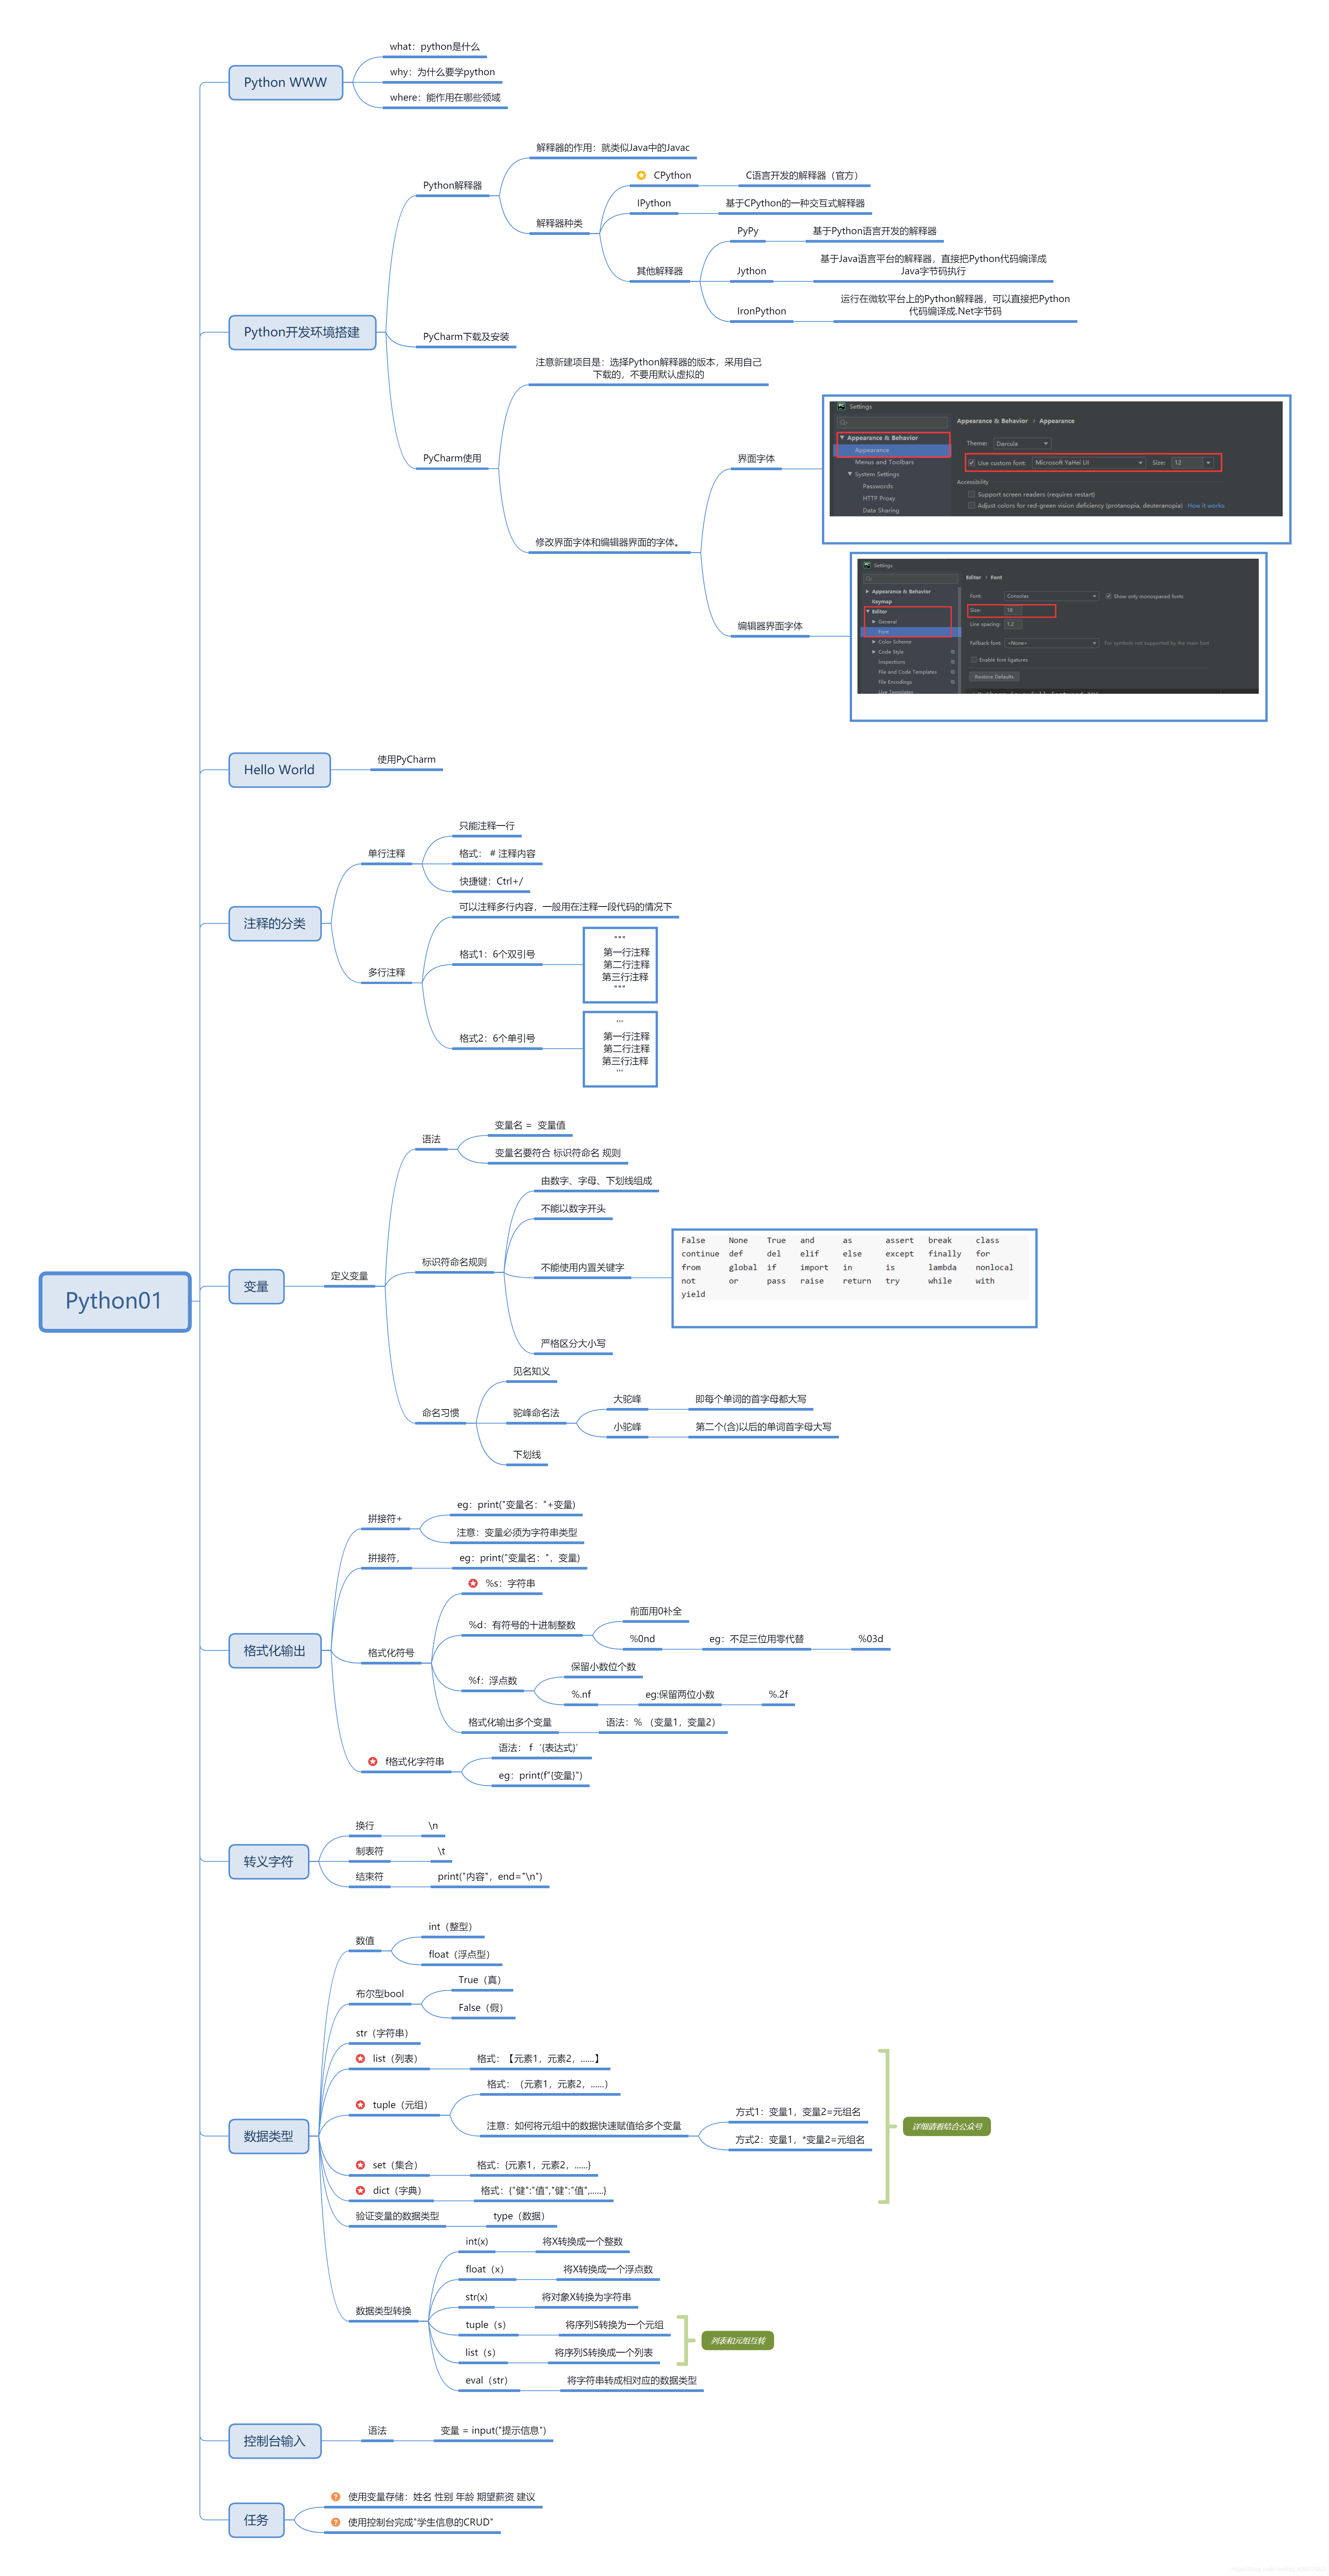 Python01
Python WWW
what：python是什么
why：为什么要学python
where：能作用在哪些领域
Python开发环境搭建
Python解释器
解释器的作用：就类似Java中的Javac
解释器种类
CPython
C语言开发的解释器（官方）
IPython
基于CPython的一种交互式解释器
其他解释器
PyPy
基于Python语言开发的解释器
Jython
基于Java语言平台的解释器，直接把Python代码编译成
Java字节码执行
IronPython
运行在微软平台上的Python解释器，可以直接把Python
代码编译成.Net字节码
PyCharm下载及安装
PyCharm使用
注意新建项目是：选择Python解释器的版本，采用自己
下载的，不要用默认虚拟的
修改界面字体和编辑器界面的字体。
界面字体
Settings
Appearance & Behavior
Appearance
Menus and Toolbars
System Settings
Passwords
HTTP Proxy
Data Sharing
Appearance & Behavior › Appearance
Theme: Darcula
Use custom font: Microsoft YaHei UI Size: 12
Accessibility
Support screen readers (requires restart)
Adjust colors for red-green vision deficiency (protanopia, deuteranopia) How it works
编辑器界面字体
Settings
Appearance & Behavior
Keymap
Editor
General
Font
Color Scheme
Code Style
Inspections
File and Code Templates
File Encodings
Live Templates
Editor › Font
Font: Consolas Show only monospaced fonts
Size: 18
Line spacing: 1.2
Fallback font: <None> For symbols not supported by the main font
Enable font ligatures
Restore Defaults
Hello World
使用PyCharm
注释的分类
单行注释
只能注释一行
格式： # 注释内容
快捷键：Ctrl+/
多行注释
可以注释多行内容，一般用在注释一段代码的情况下
格式1：6个双引号
"""
第一行注释
第二行注释
第三行注释
"""
格式2：6个单引号
'''
第一行注释
第二行注释
第三行注释
'''
变量
定义变量
语法
变量名 = 变量值
变量名要符合 标识符命名 规则
标识符命名规则
由数字、字母、下划线组成
不能以数字开头
不能使用内置关键字
False None True and as assert break class
continue def del elif else except finally for
from global if import in is lambda nonlocal
not or pass raise return try while with
yield
严格区分大小写
命名习惯
见名知义
驼峰命名法
大驼峰
即每个单词的首字母都大写
小驼峰
第二个(含)以后的单词首字母大写
下划线
格式化输出
拼接符+
eg：print("变量名："+变量)
注意：变量必须为字符串类型
拼接符，
eg：print("变量名："，变量)
格式化符号
%s：字符串
%d：有符号的十进制整数
前面用0补全
%0nd
eg：不足三位用零代替
%03d
%f：浮点数
保留小数位个数
%.nf
eg:保留两位小数
%.2f
格式化输出多个变量
语法：% （变量1，变量2）
f格式化字符串
语法： f '{表达式}'
eg：print(f"{变量}")
转义字符
换行
\n
制表符
\t
结束符
print("内容"，end="\n")
数据类型
数值
int（整型）
float（浮点型）
布尔型bool
True（真）
False（假）
str（字符串）
list（列表）
格式：【元素1，元素2，......】
tuple（元组）
格式：（元素1，元素2，......）
注意：如何将元组中的数据快速赋值给多个变量
方式1：变量1，变量2=元组名
方式2：变量1，*变量2=元组名
set（集合）
格式：{元素1，元素2，......}
dict（字典）
格式：{"健":"值","健":"值",......}
详细请看结合公众号
验证变量的数据类型
type（数据）
数据类型转换
int(x)
将X转换成一个整数
float（x）
将X转换成一个浮点数
str(x)
将对象X转换为字符串
tuple（s）
将序列S转换为一个元组
list（s）
将序列S转换成一个列表
列表和元组互转
eval（str）
将字符串转成相对应的数据类型
控制台输入
语法
变量 = input("提示信息")
任务
使用变量存储：姓名 性别 年龄 期望薪资 建议
使用控制台完成"学生信息的CRUD"